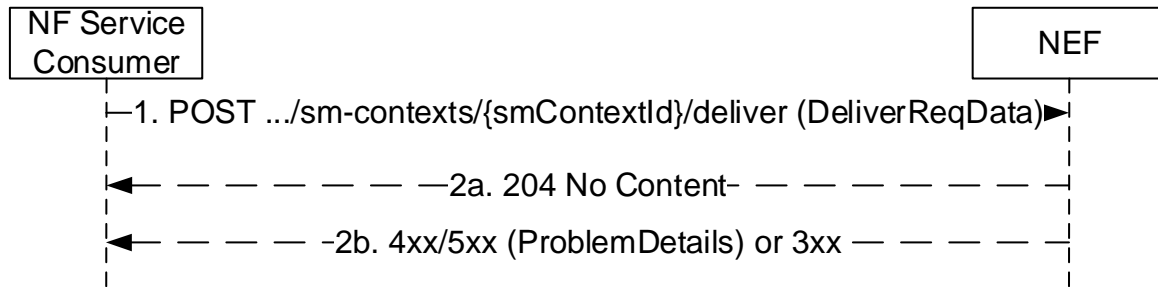 NF Service
Consumer
NEF
1. POST .../sm-contexts/{smContextId}/deliver (DeliverReqData)
2a. 204 No Content
2b. 4xx/5xx (ProblemDetails) or 3xx